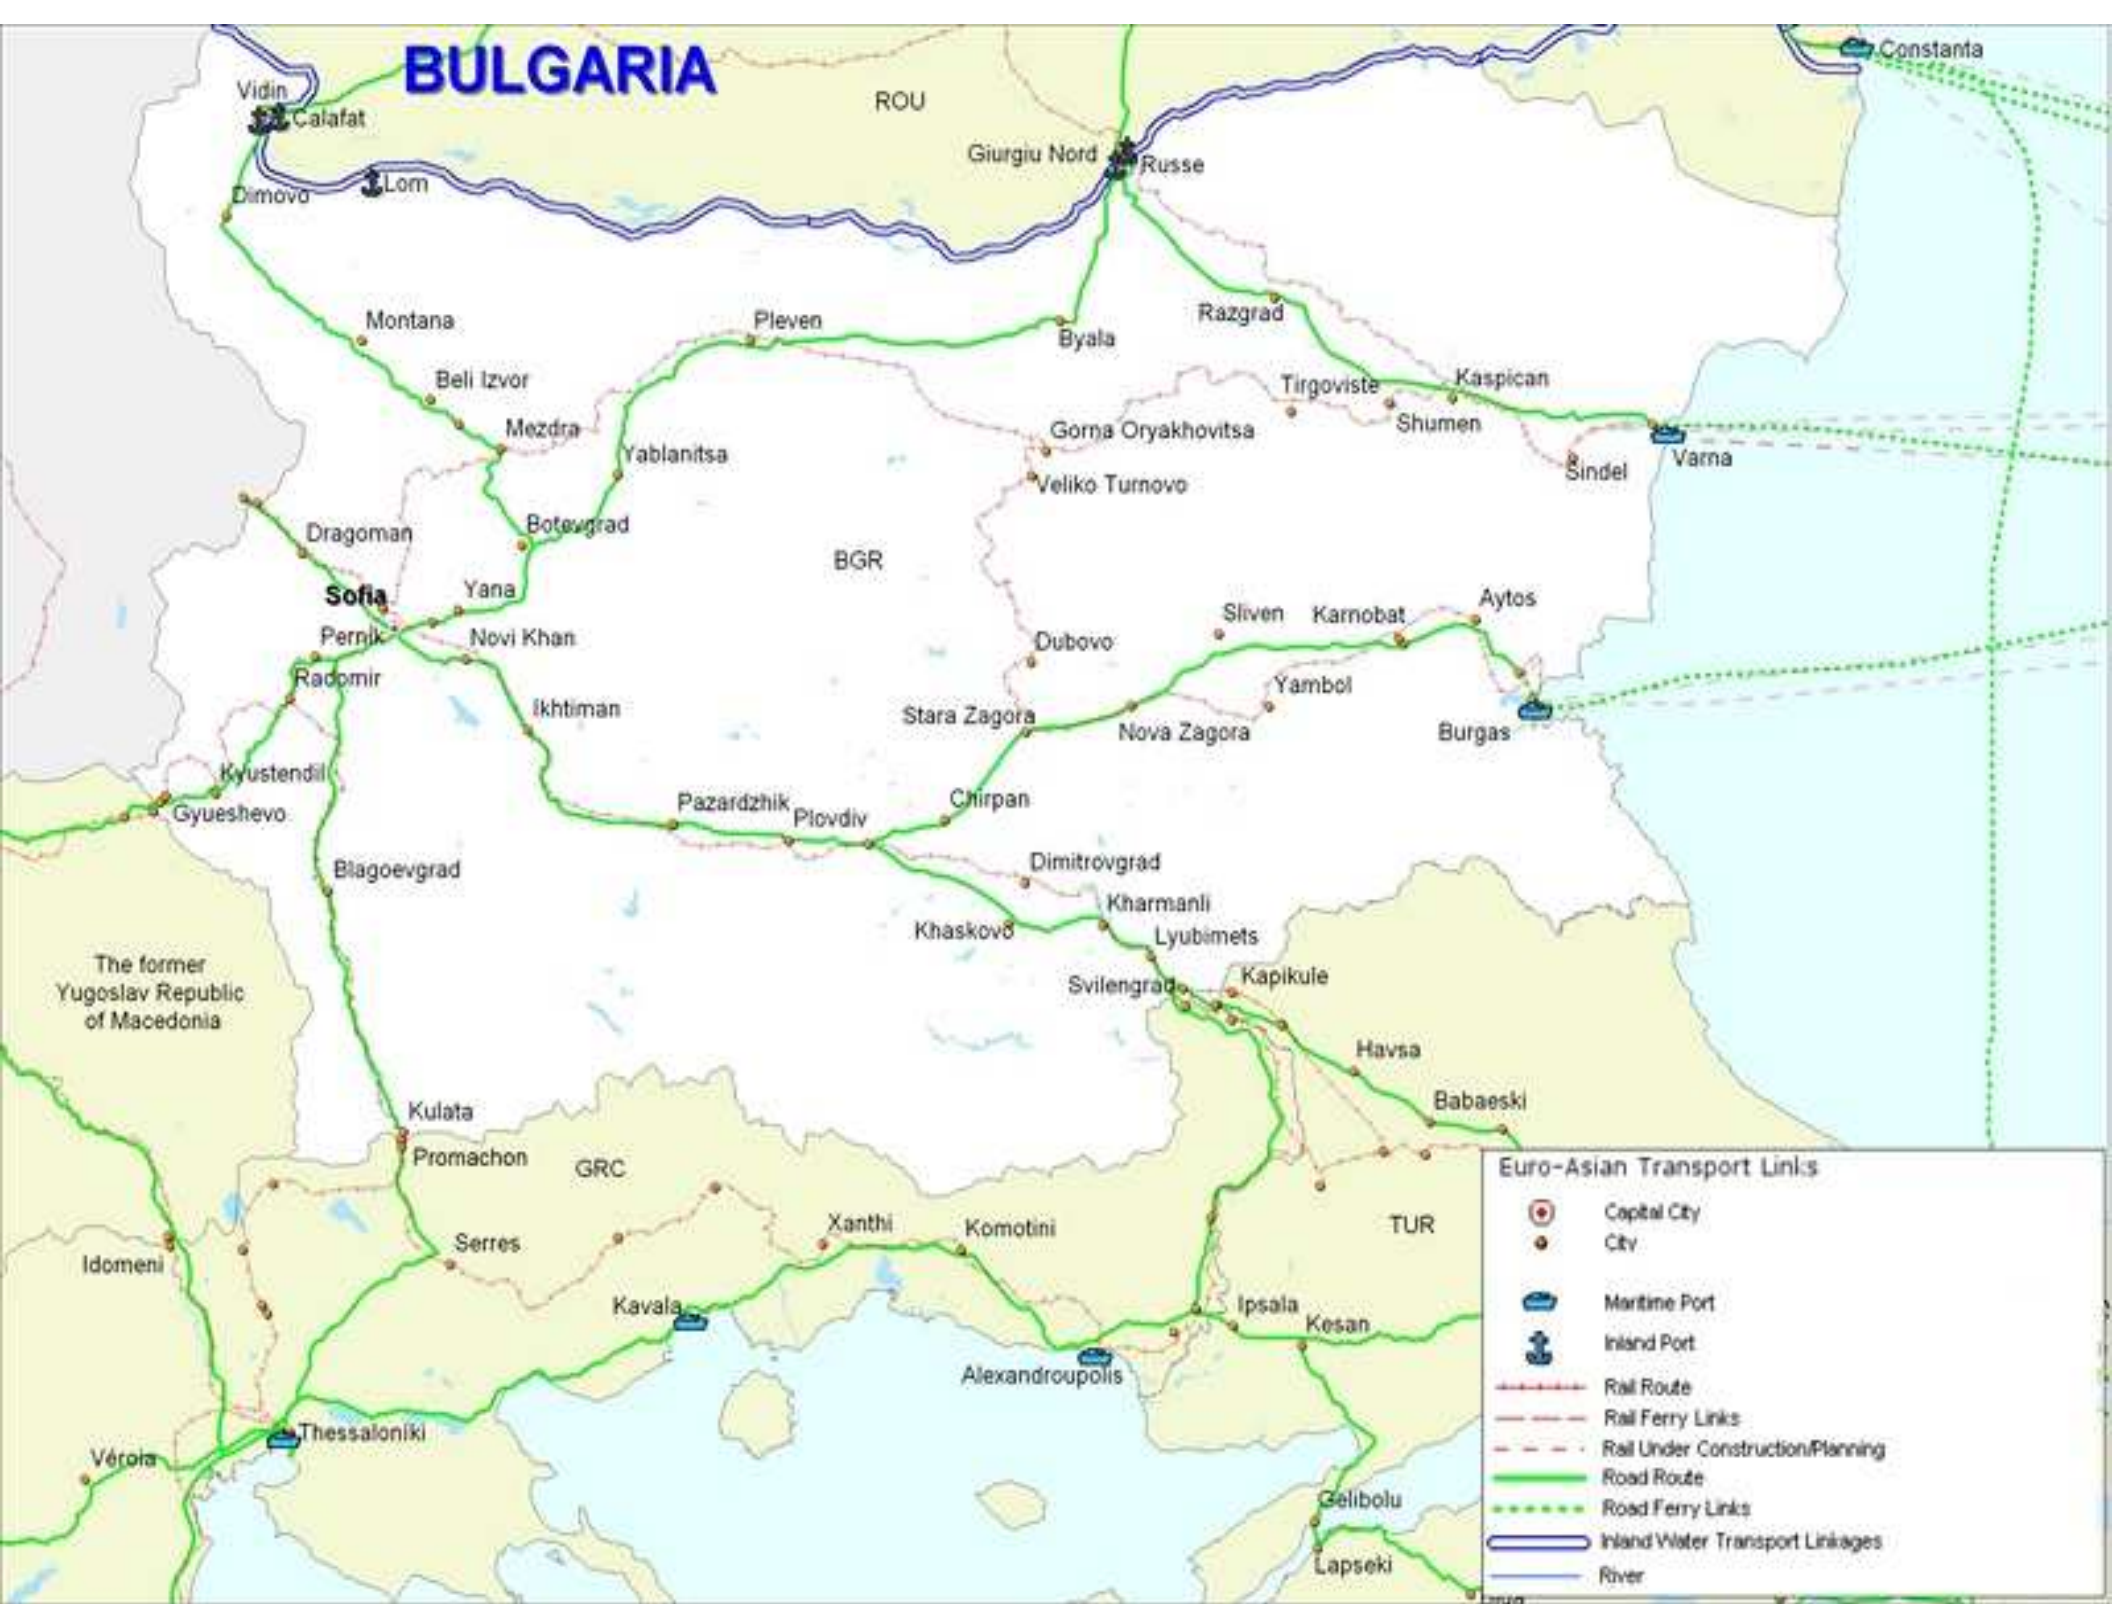 BULGARIA
Constanta
Vidin
Calafat
ROU
Giurgiu Nord
Russe
Lom
Dimovo
Montana
Pleven
Razgrad
Byala
Beli Izvor
Tirgoviste
Kaspican
Mezdra
Gorna Oryakhovitsa
Shumen
Yablanitsa
Varna
Sindel
Veliko Turnovo
Dragoman
Botevgrad
BGR
Sofia
Yana
Aytos
Sliven
Karnobat
Pernik
Novi Khan
Dubovo
Radomir
Yambol
Ikhtiman
Stara Zagora
Nova Zagora
Burgas
Kyustendil
Gyueshevo
Pazardzhik
Plovdiv
Chirpan
Blagoevgrad
Dimitrovgrad
Kharmanli
Khaskovo
Lyubimets
The former
Yugoslav Republic
of Macedonia
Svilengrad
Kapikule
Havsa
Babaeski
Kulata
Promachon
GRC
Xanthi
Komotini
TUR
Serres
Idomeni
Kavala
Ipsala
Kesan
Alexandroupolis
Thessaloniki
Véroia
Gelibolu
Lapseki
Euro-Asian Transport Links
Capital City
City
Maritime Port
Inland Port
Rail Route
Rail Ferry Links
Rail Under Construction/Planning
Road Route
Road Ferry Links
Inland Water Transport Linkages
River